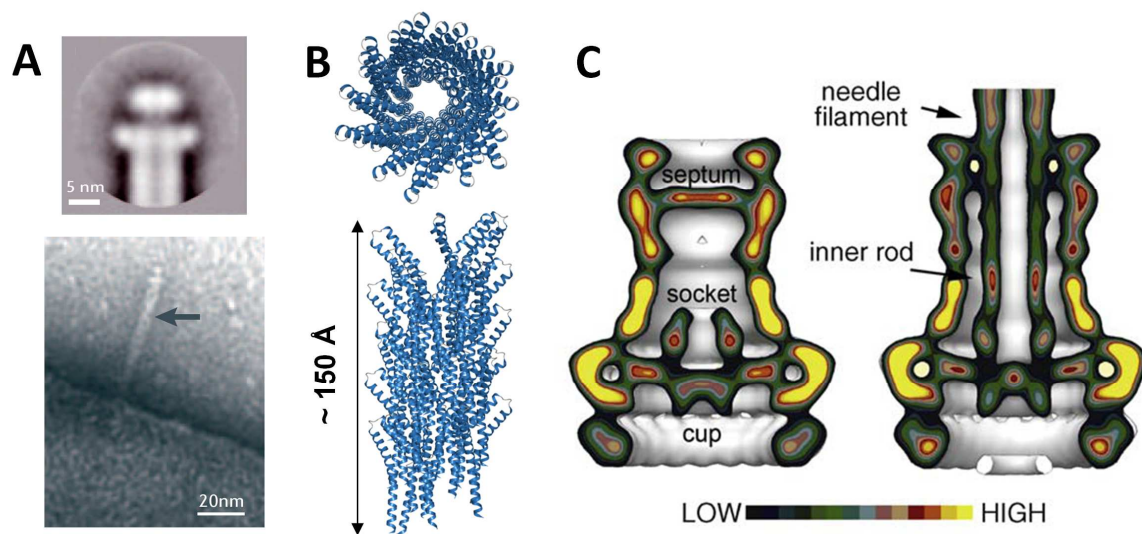 A
5 nm
20nm
B
~ 150 Å
C
needle
filament
septum
inner rod
socket
cup
LOW HIGH